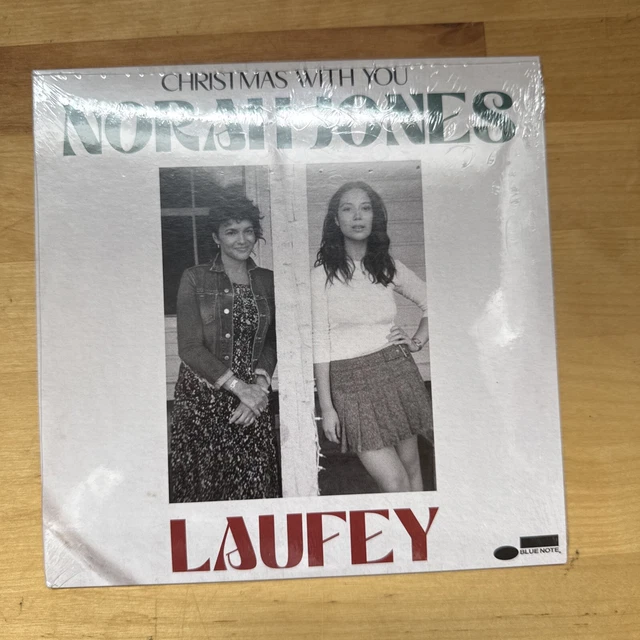 CHRISTMAS WITH YOU
NORAH JONES
LAUFEY
BLUE NOTE